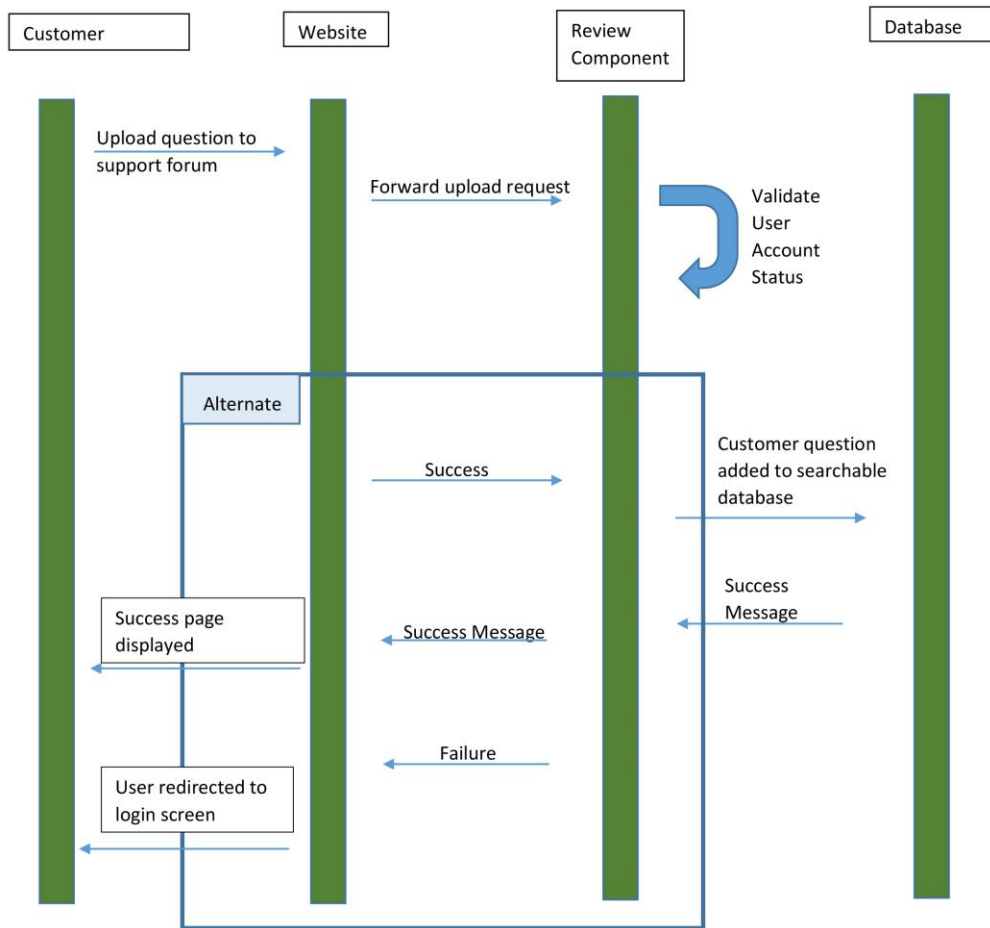 Customer
Website
Review
Component
Database
Upload question to
support forum
Forward upload request
Validate
User
Account
Status
Alternate
Customer question
added to searchable
database
Success
Success
Message
Success page
displayed
Success Message
Failure
User redirected to
login screen